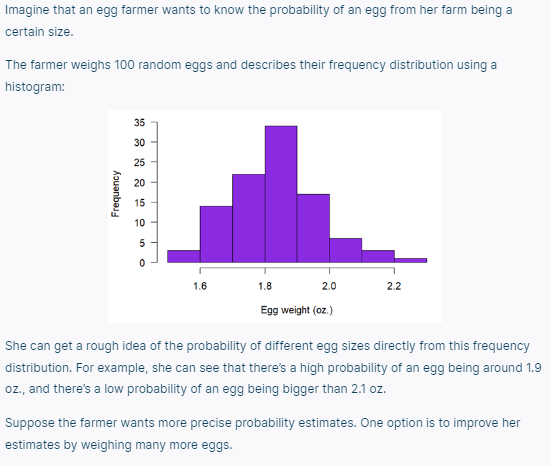 Imagine that an egg farmer wants to know the probability of an egg from her farm being a
certain size.
The farmer weighs 100 random eggs and describes their frequency distribution using a
histogram:
35
30
25
20
15
10
5
0
Frequency
1.6 1.8 2.0 2.2
Egg weight (oz.)
She can get a rough idea of the probability of different egg sizes directly from this frequency
distribution. For example, she can see that there's a high probability of an egg being around 1.9
oz., and there's a low probability of an egg being bigger than 2.1 oz.
Suppose the farmer wants more precise probability estimates. One option is to improve her
estimates by weighing many more eggs.